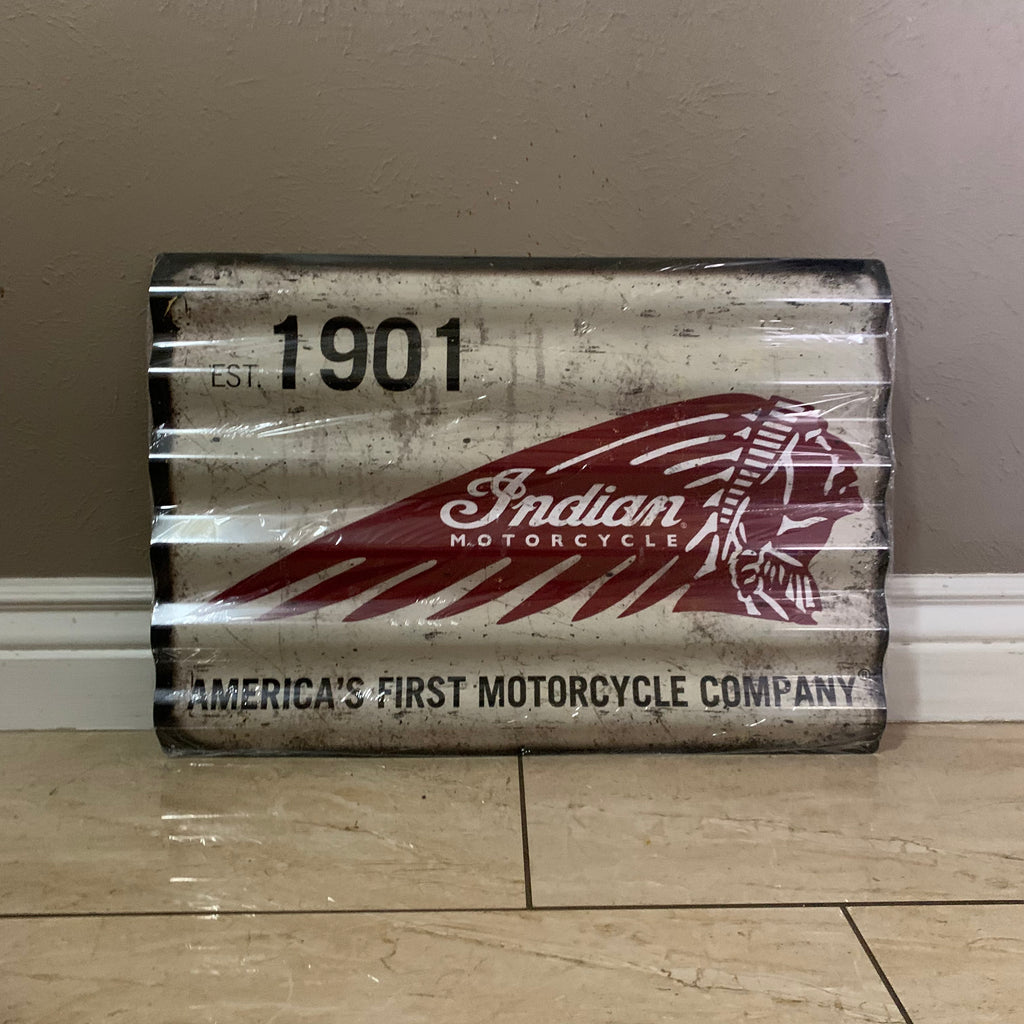 EST. 1901
Indian
MOTORCYCLE
AMERICA'S FIRST MOTORCYCLE COMPANY®